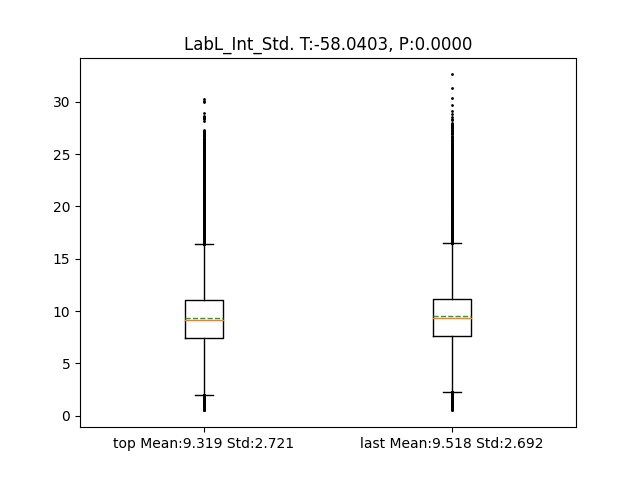 LabL_Int_Std. T:-58.0403, P:0.0000
30
25
20
15
10
5
0
top Mean:9.319 Std:2.721
last Mean:9.518 Std:2.692